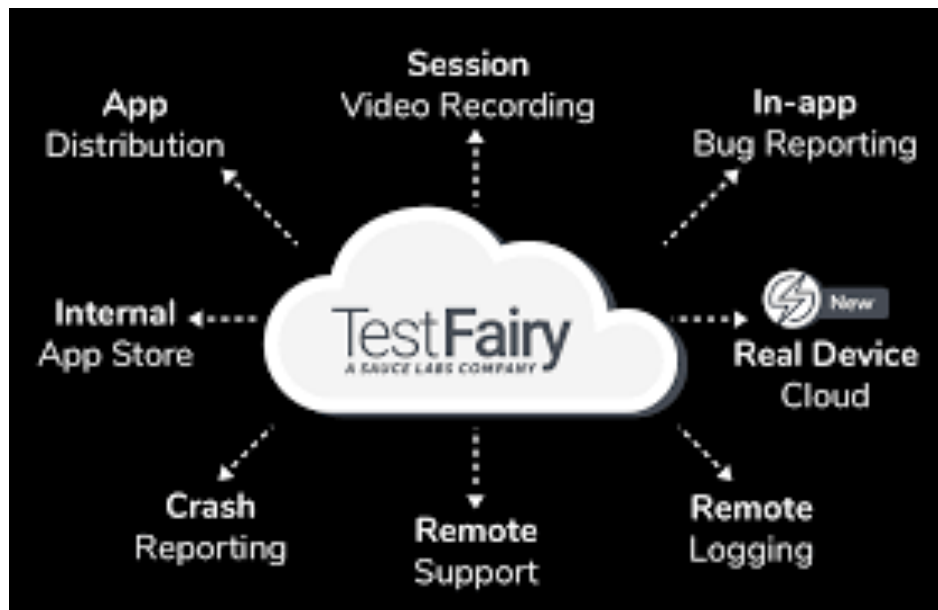 Session
Video Recording
App
Distribution
In-app
Bug Reporting
Internal
App Store
TestFairy
A SAUCE LABS COMPANY
New
Real Device
Cloud
Crash
Reporting
Remote
Support
Remote
Logging